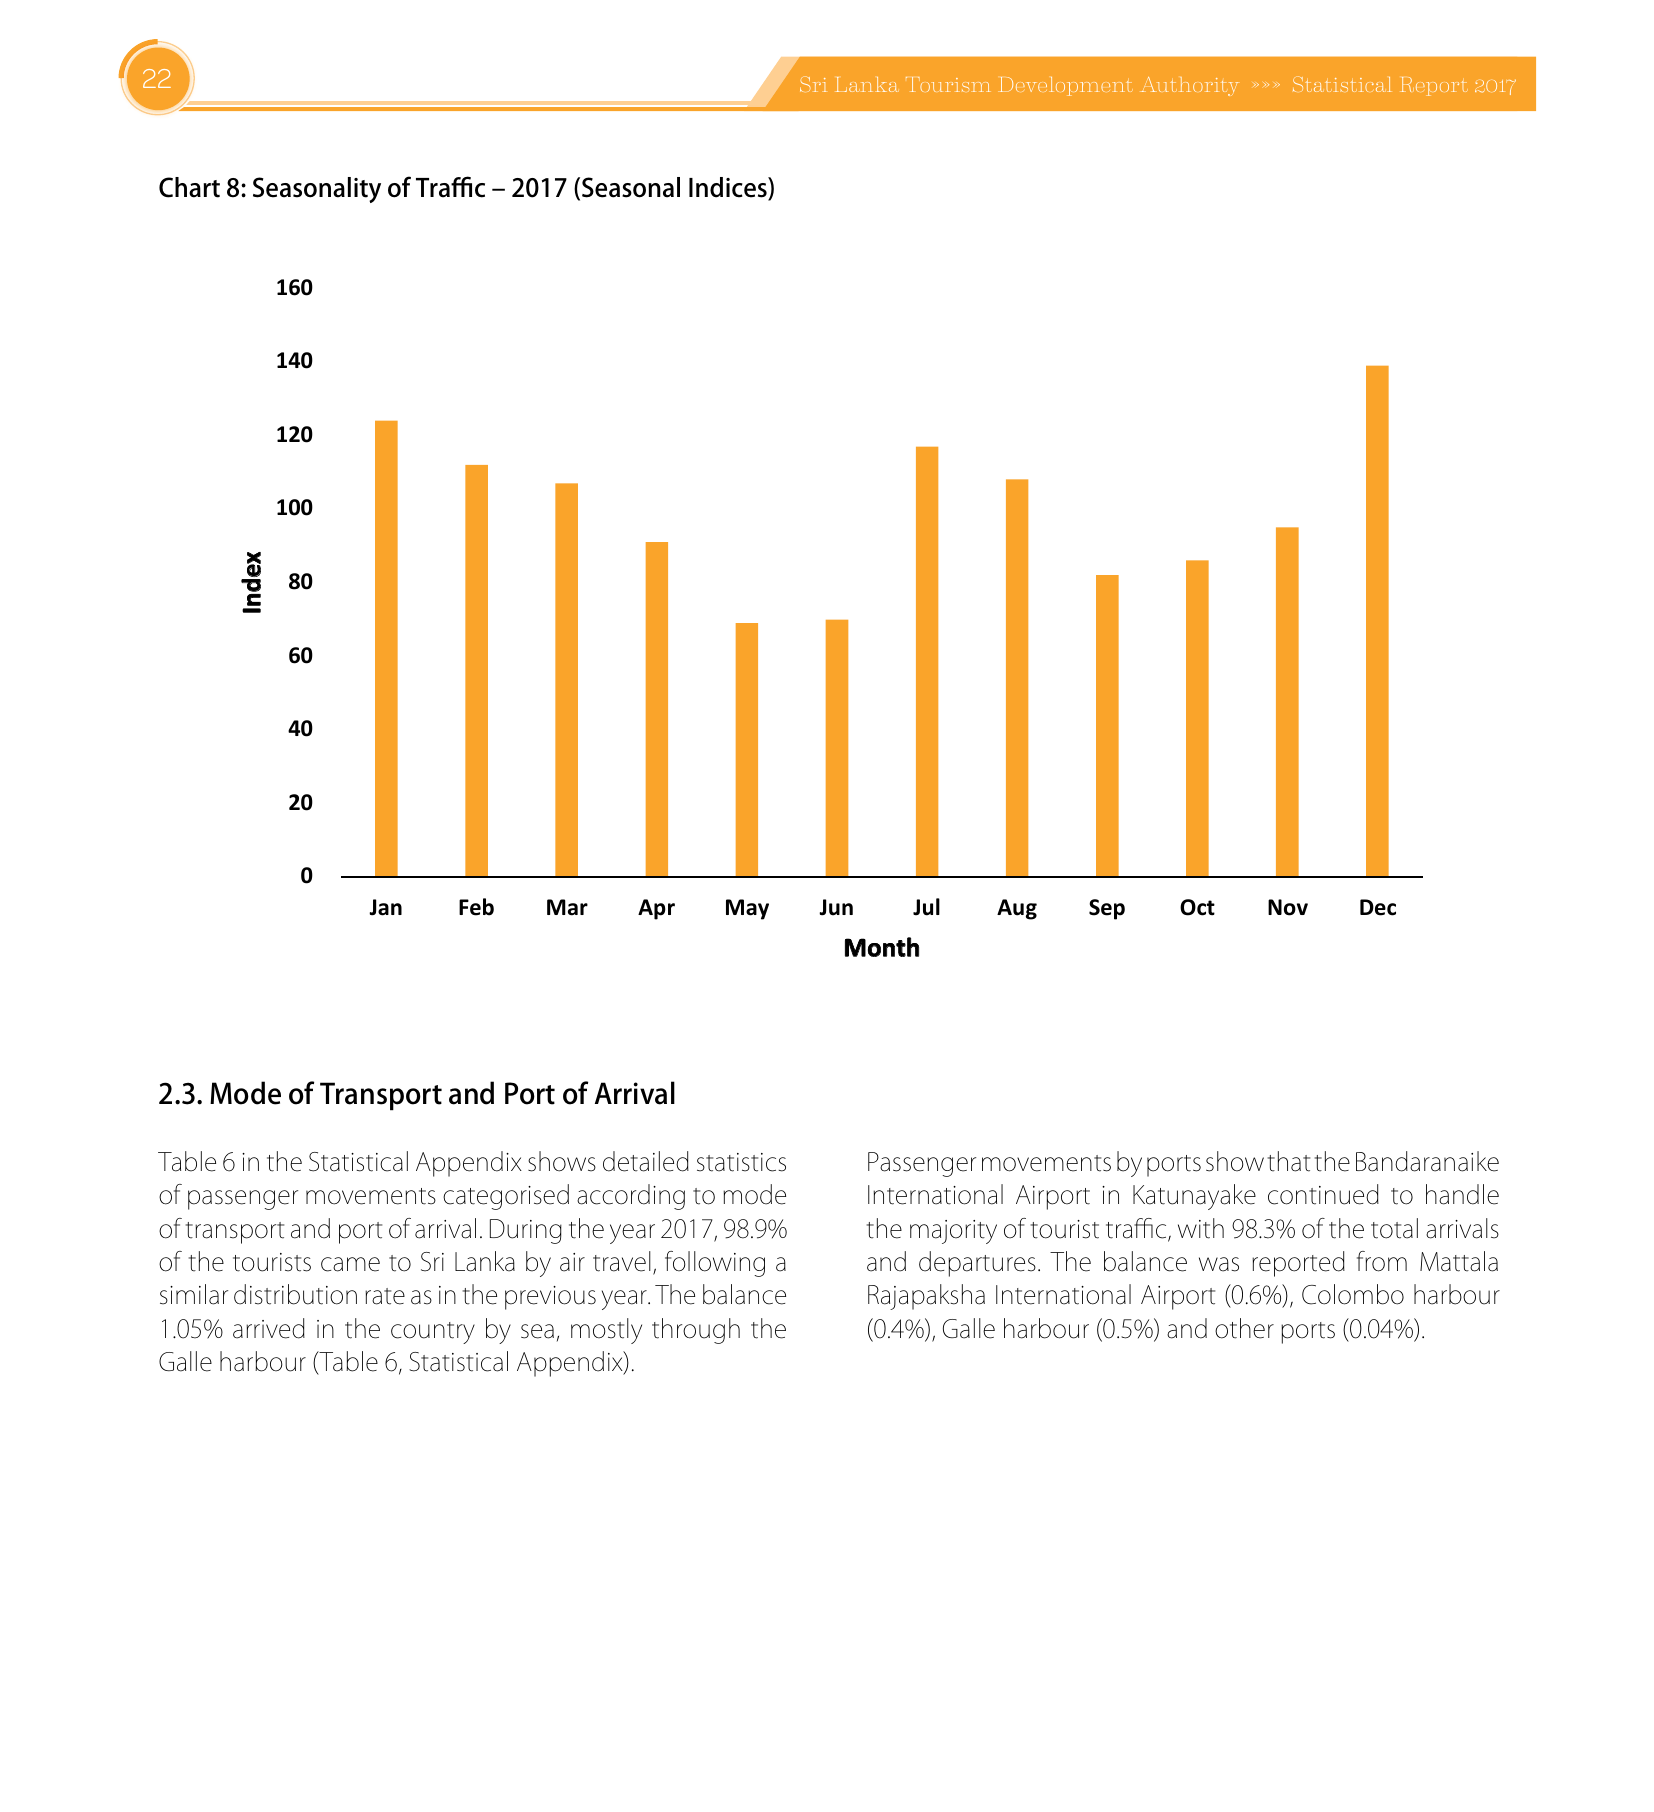 22
Sri Lanka Tourism Development Authority »»» Statistical Report 2017
Chart 8: Seasonality of Traffic – 2017 (Seasonal Indices)
160
140
120
100
80
60
40
20
0
Index
Jan Feb Mar Apr May Jun Jul Aug Sep Oct Nov Dec
Month
2.3. Mode of Transport and Port of Arrival
Table 6 in the Statistical Appendix shows detailed statistics
of passenger movements categorised according to mode
of transport and port of arrival. During the year 2017, 98.9%
of the tourists came to Sri Lanka by air travel, following a
similar distribution rate as in the previous year. The balance
1.05% arrived in the country by sea, mostly through the
Galle harbour (Table 6, Statistical Appendix).
Passenger movements by ports show that the Bandaranaike
International Airport in Katunayake continued to handle
the majority of tourist traffic, with 98.3% of the total arrivals
and departures. The balance was reported from Mattala
Rajapaksha International Airport (0.6%), Colombo harbour
(0.4%), Galle harbour (0.5%) and other ports (0.04%).